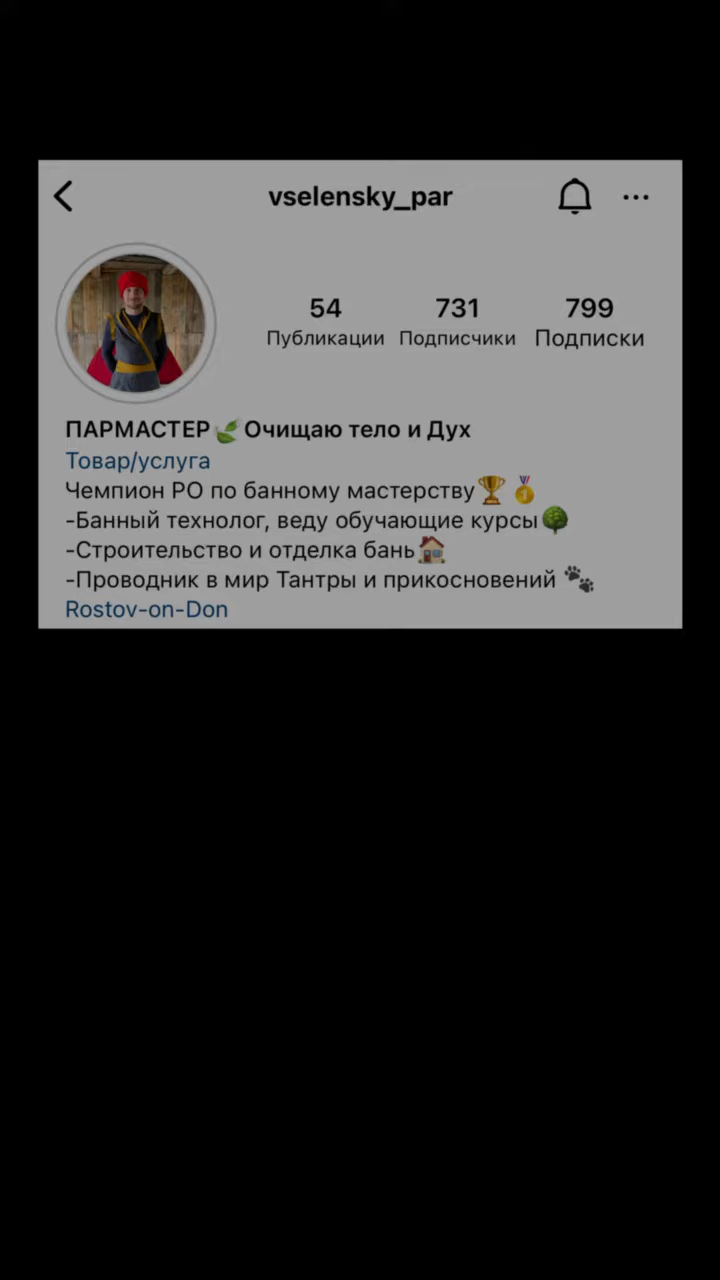 vselensky_par
54 731 799
Публикации Подписчики Подписки
ПАРМАСТЕР🍃Очищаю тело и Дух
Товар/услуга
Чемпион РО по банному мастерству🏆🏅
-Банный технолог, веду обучающие курсы🌳
-Строительство и отделка бань🏠
-Проводник в мир Тантры и прикосновений 🐾
Rostov-on-Don